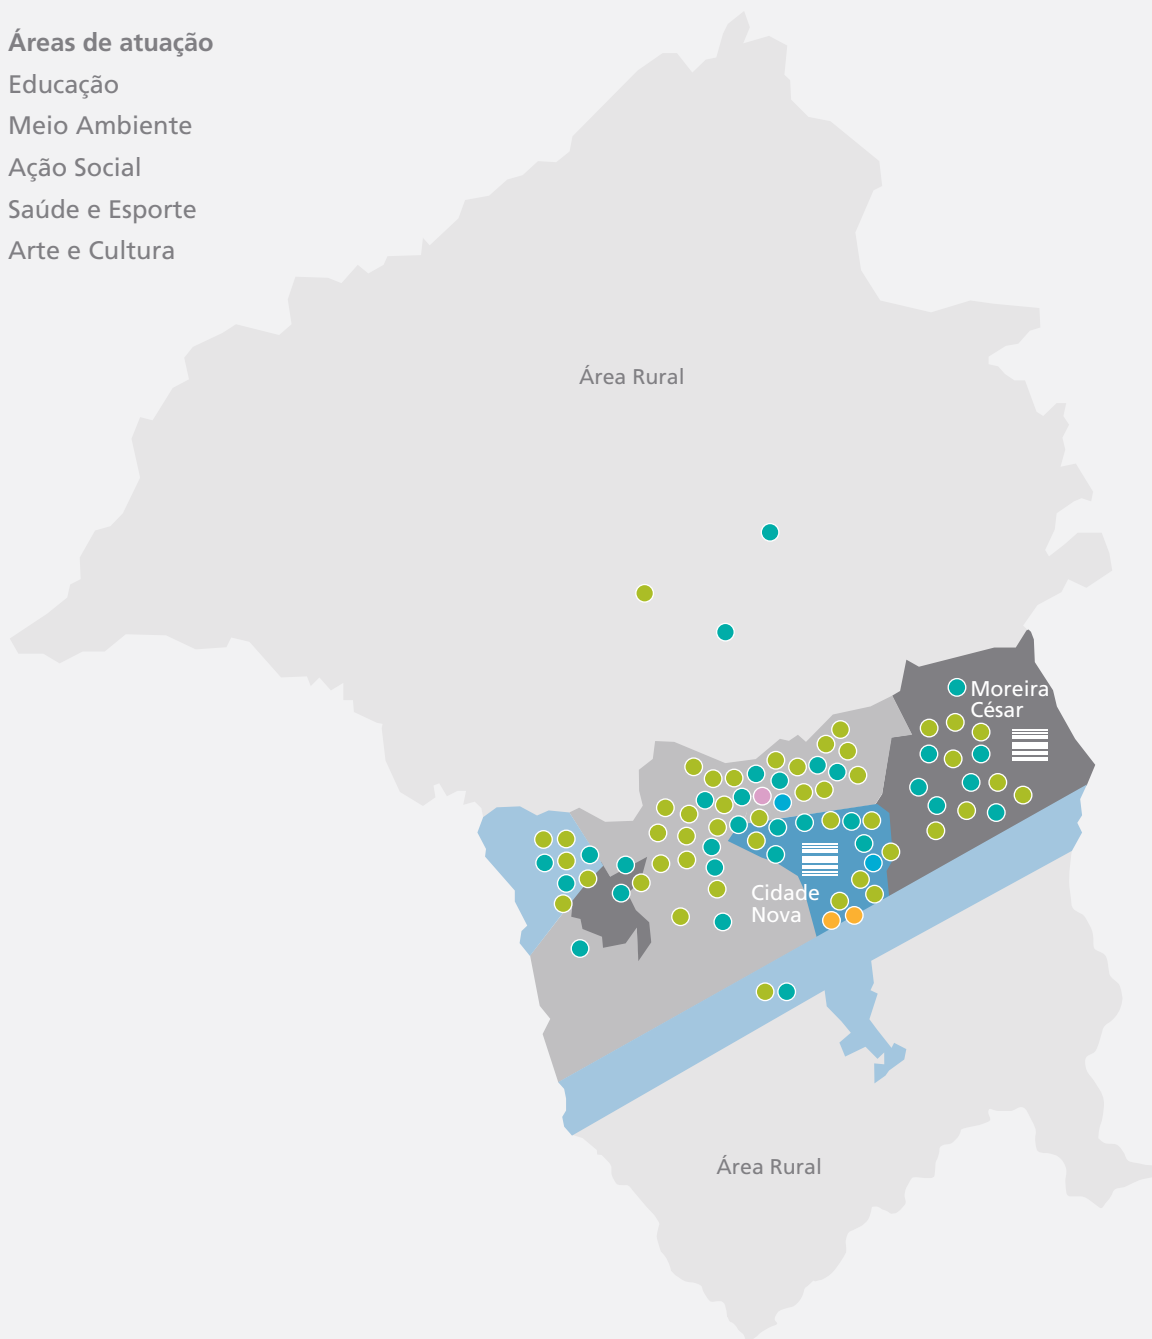 Áreas de atuação
Educação
Meio Ambiente
Ação Social
Saúde e Esporte
Arte e Cultura
Área Rural
Moreira
César
Cidade
Nova
Área Rural